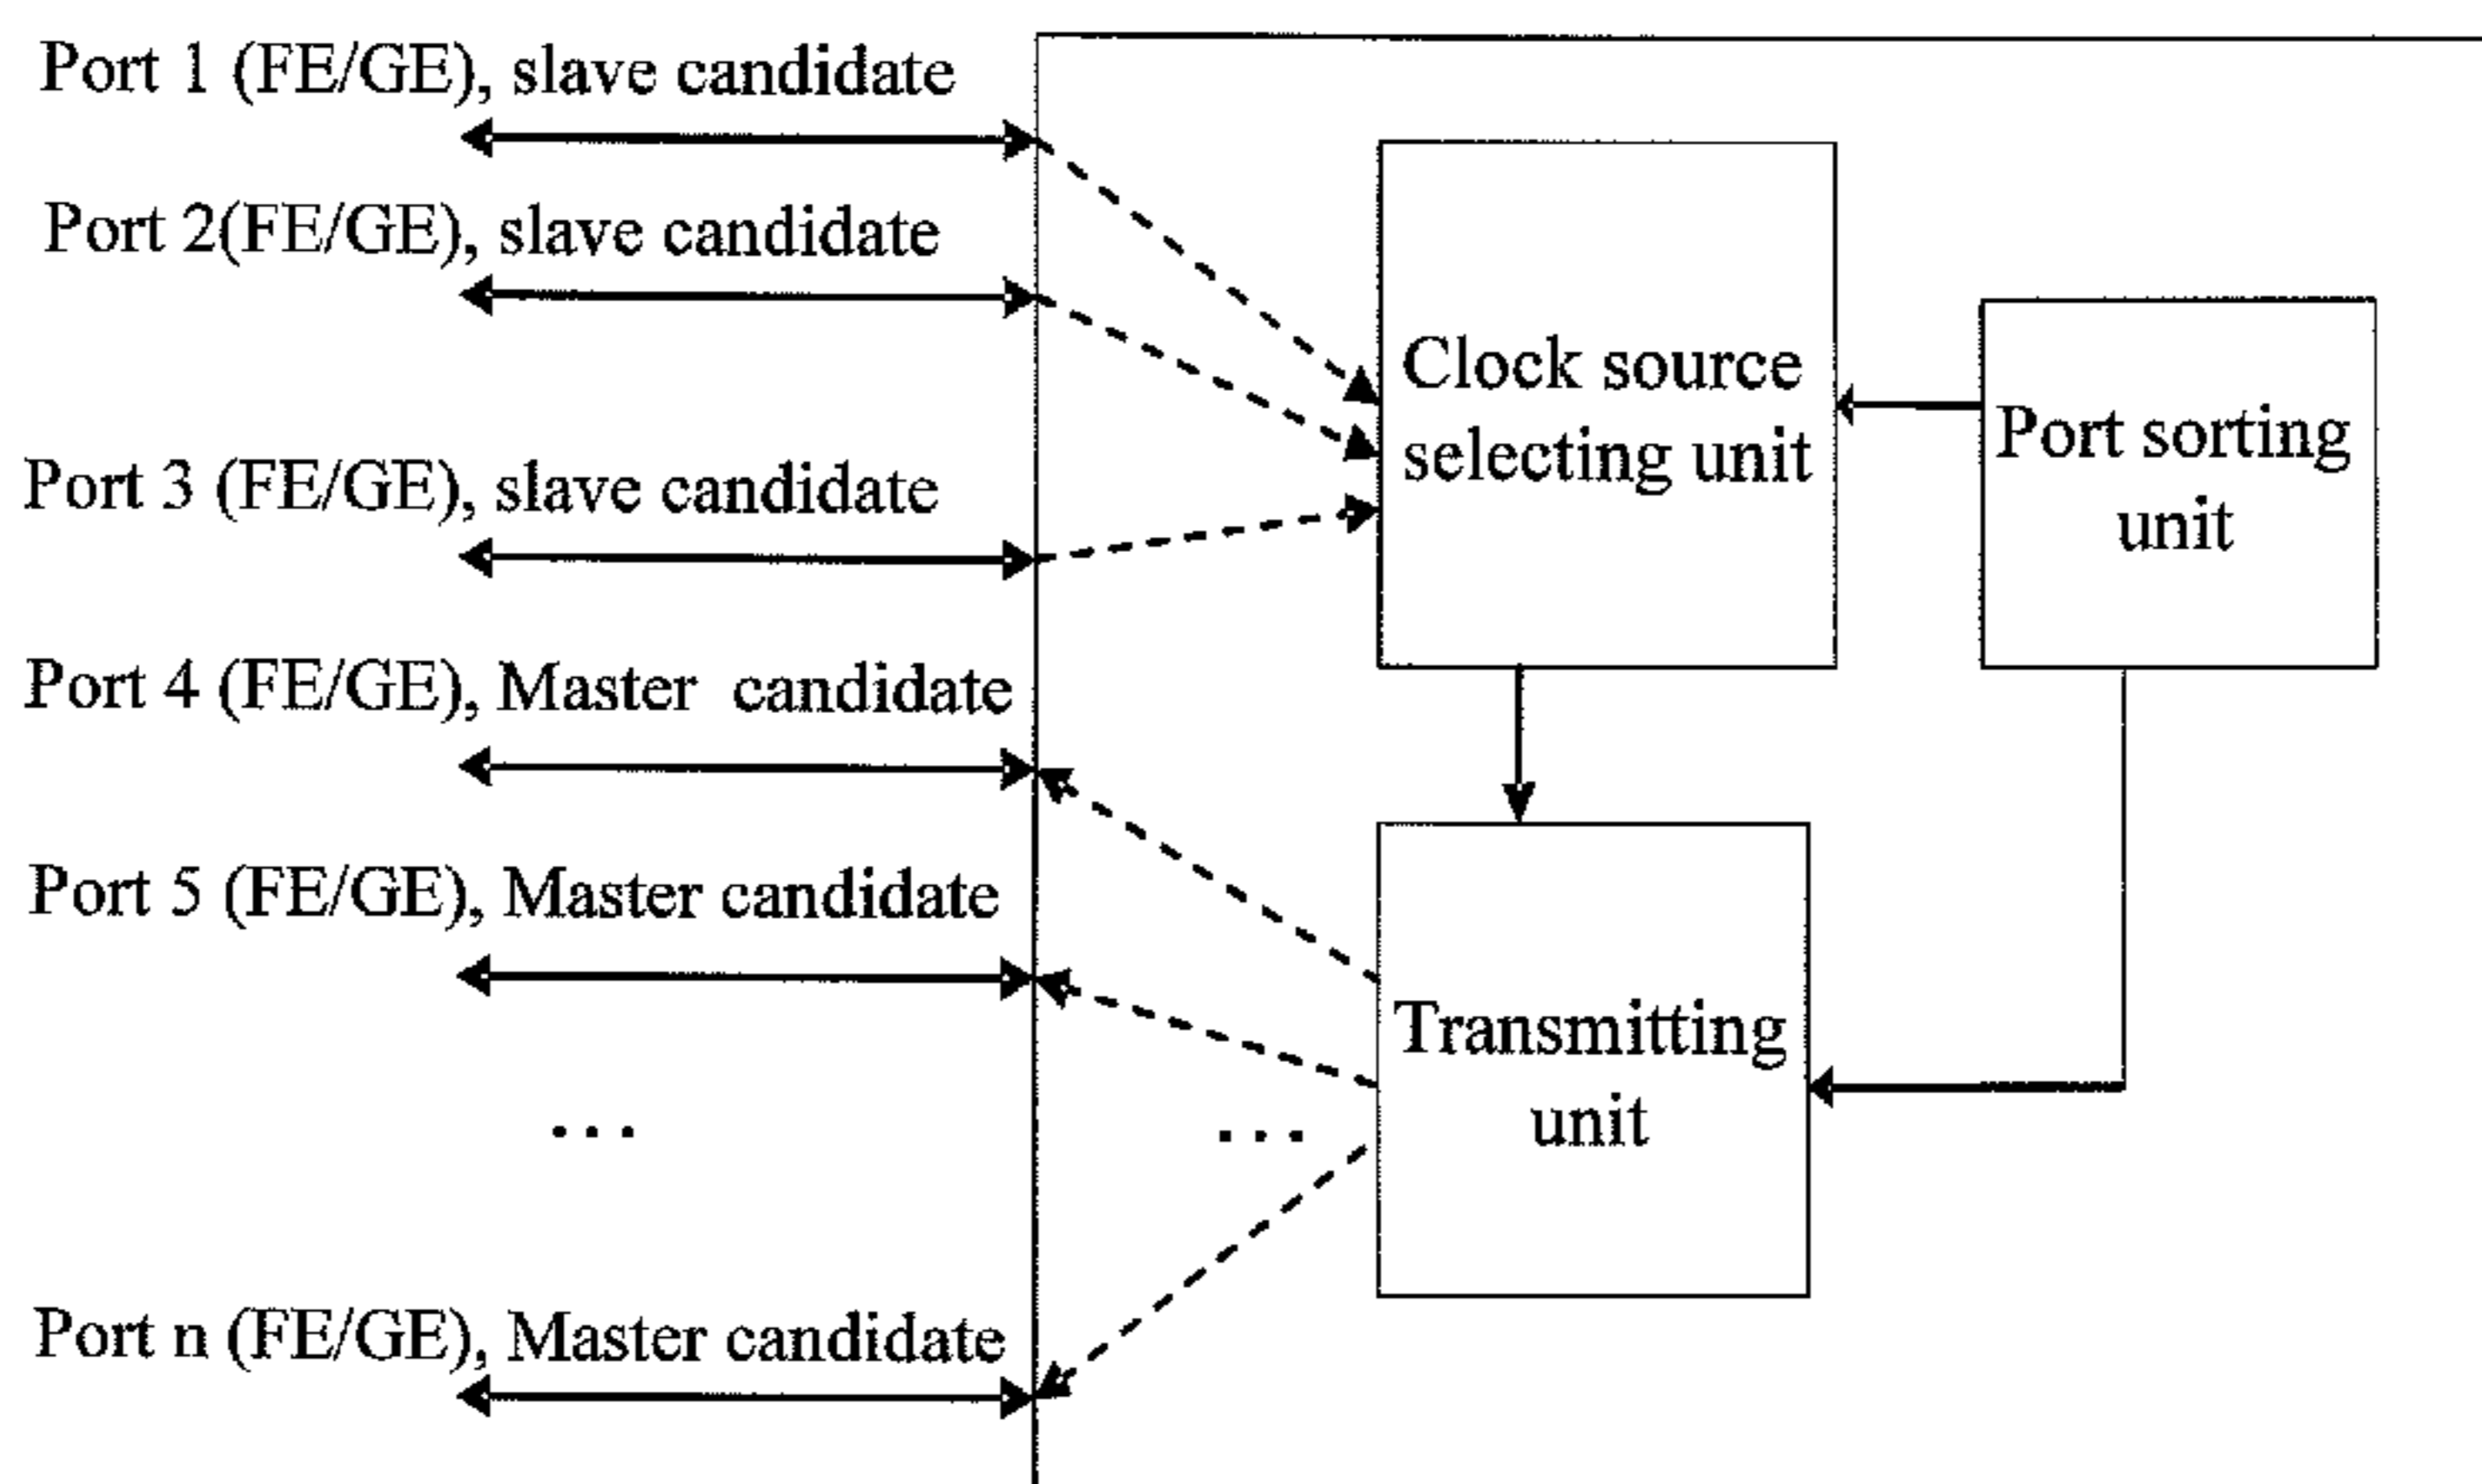 Port 1 (FE/GE), slave candidate
Port 2(FE/GE), slave candidate
Clock source
selecting unit
Port sorting
unit
Port 3 (FE/GE), slave candidate
Port 4 (FE/GE), Master candidate
Port 5 (FE/GE), Master candidate
Transmitting
unit
...
...
Port n (FE/GE), Master candidate